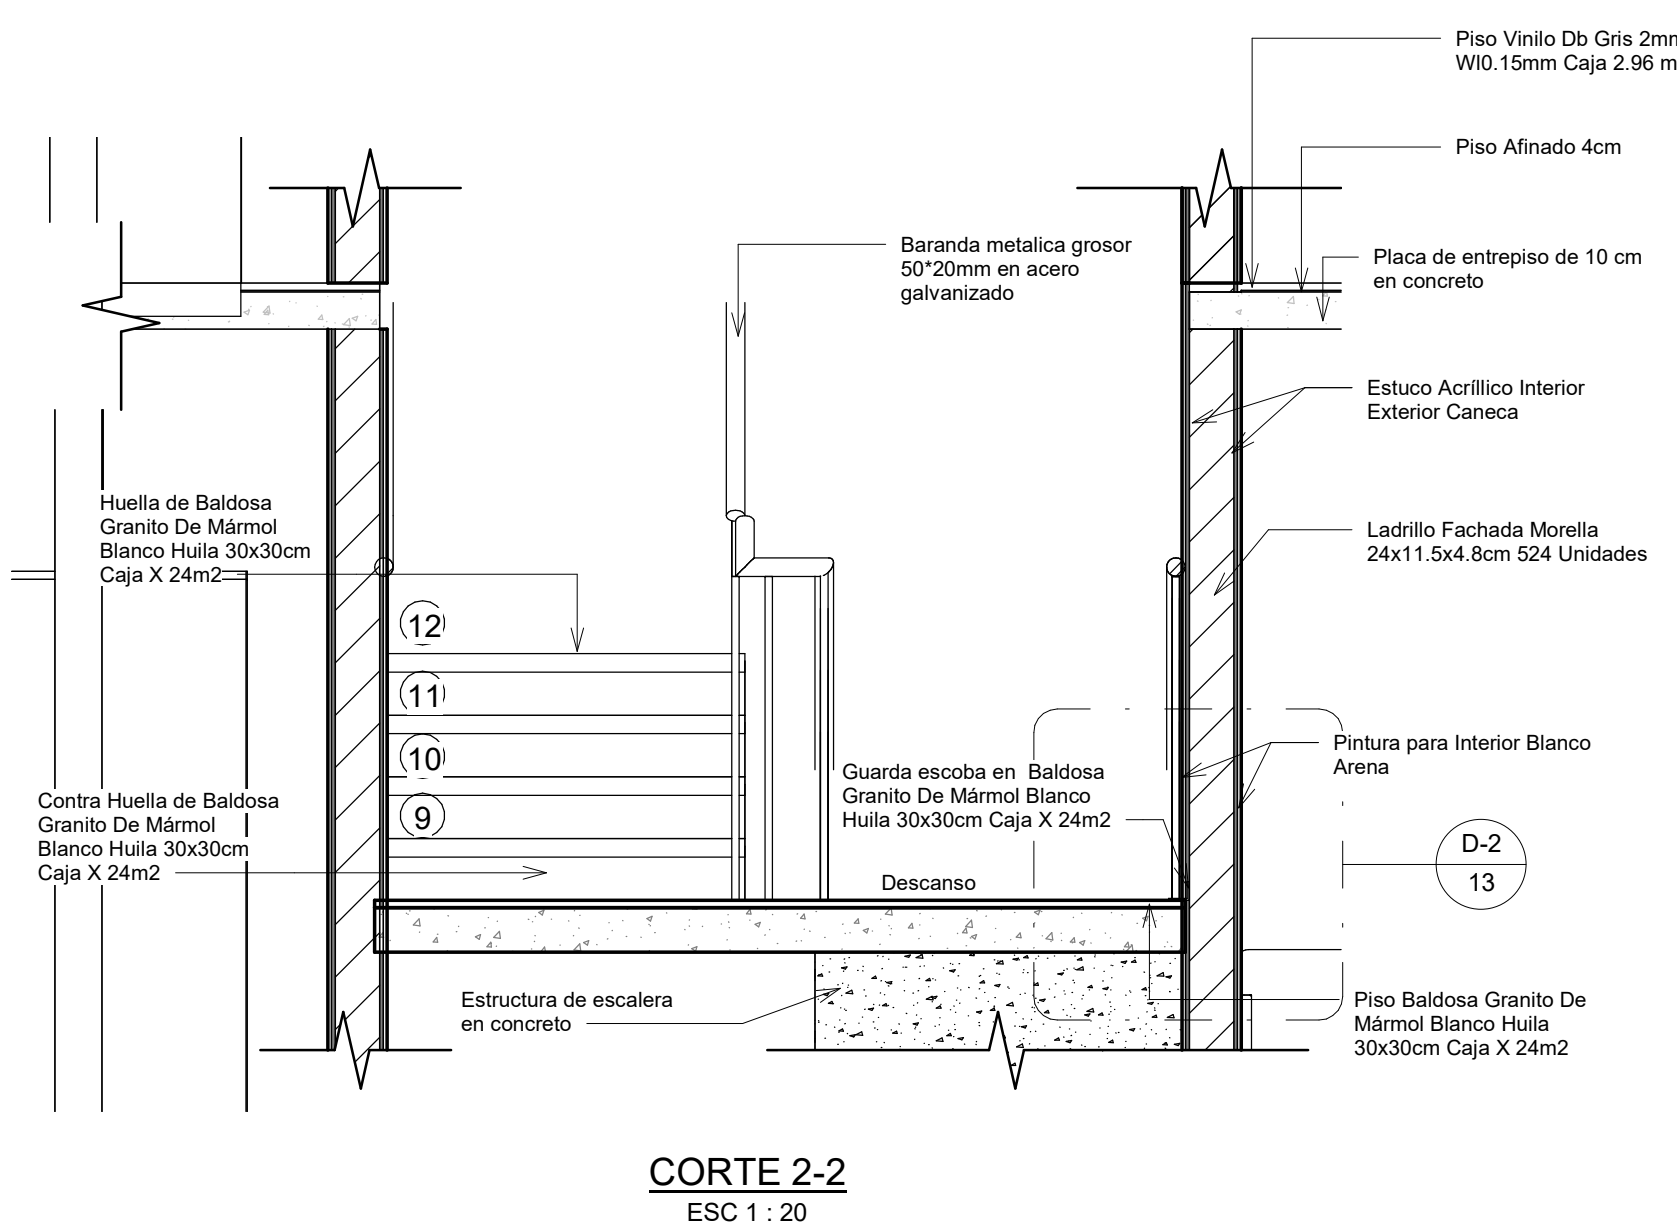 Piso Vinilo Db Gris 2mm
Wl0.15mm Caja 2.96 m
Piso Afinado 4cm
Baranda metalica grosor
50*20mm en acero
galvanizado
Placa de entrepiso de 10 cm
en concreto
Estuco Acríllico Interior
Exterior Caneca
Huella de Baldosa
Granito De Mármol
Blanco Huila 30x30cm
Caja X 24m2
Ladrillo Fachada Morella
24x11.5x4.8cm 524 Unidades
12
11
10
9
Pintura para Interior Blanco
Arena
Guarda escoba en  Baldosa
Granito De Mármol Blanco
Huila 30x30cm Caja X 24m2
Contra Huella de Baldosa
Granito De Mármol
Blanco Huila 30x30cm
Caja X 24m2
D-2
13
Descanso
Estructura de escalera
en concreto
Piso Baldosa Granito De
Mármol Blanco Huila
30x30cm Caja X 24m2
CORTE 2-2
ESC 1 : 20